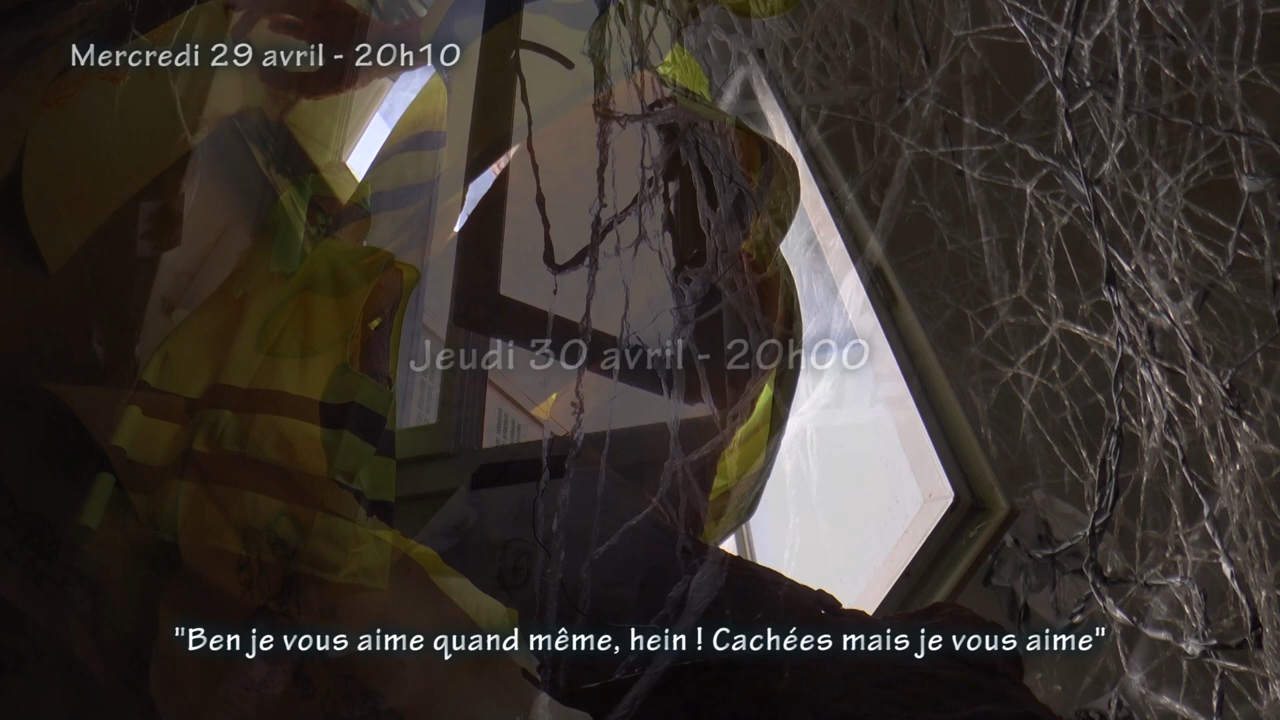 Mercredi 29 avril - 20h10
Jeudi 30 avril - 20h00
"Ben je vous aime quand même, hein ! Cachées mais je vous aime"